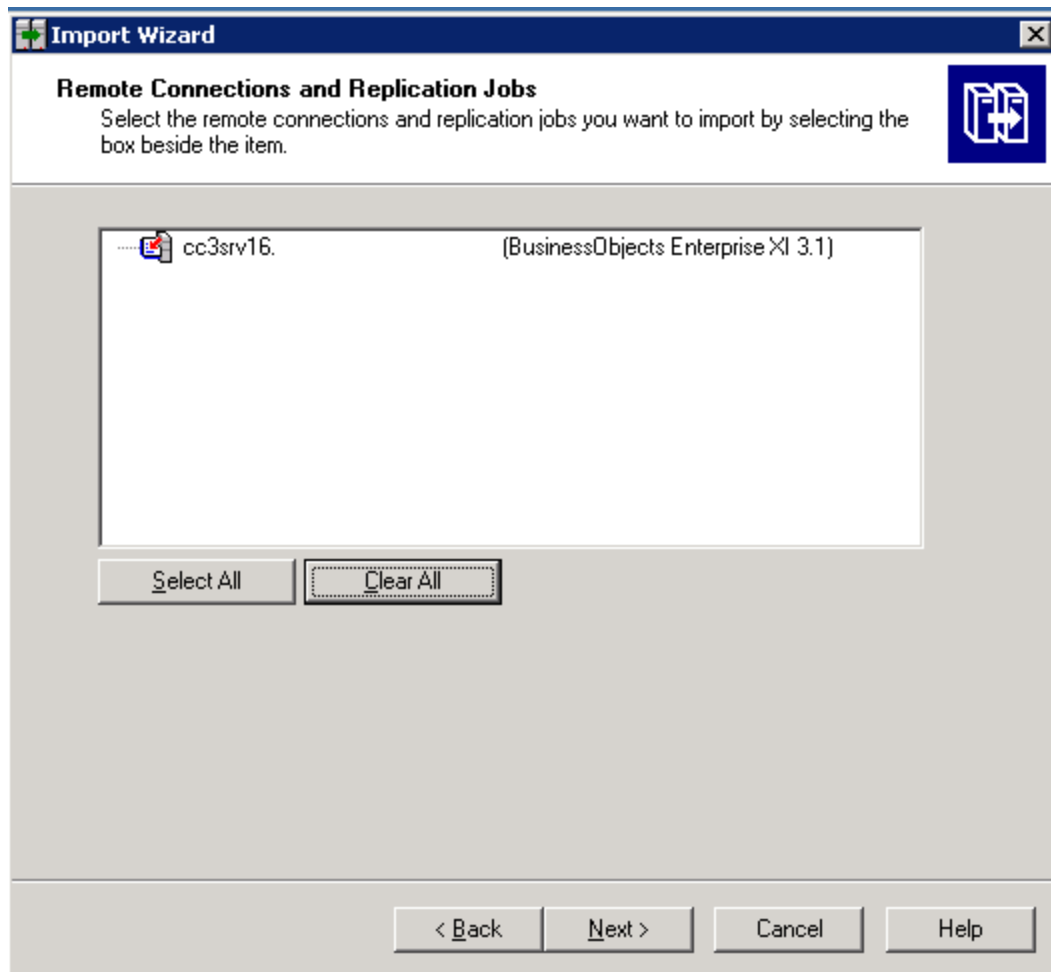 Import Wizard
Remote Connections and Replication Jobs
Select the remote connections and replication jobs you want to import by selecting the
box beside the item.
cc3srv16. (BusinessObjects Enterprise XI 3.1)
Select All Clear All
< Back Next > Cancel Help